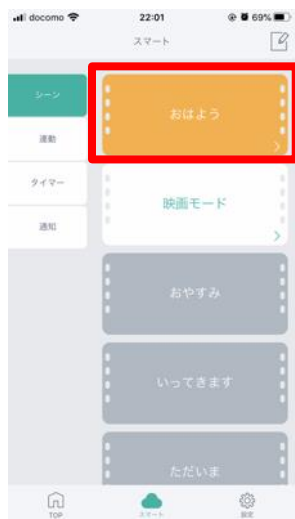 docomo 22:01 69%
スマート
シーン
連動
タイマー
通知
おはよう
映画モード
おやすみ
いってきます
ただいま
TOP
スマート
設定